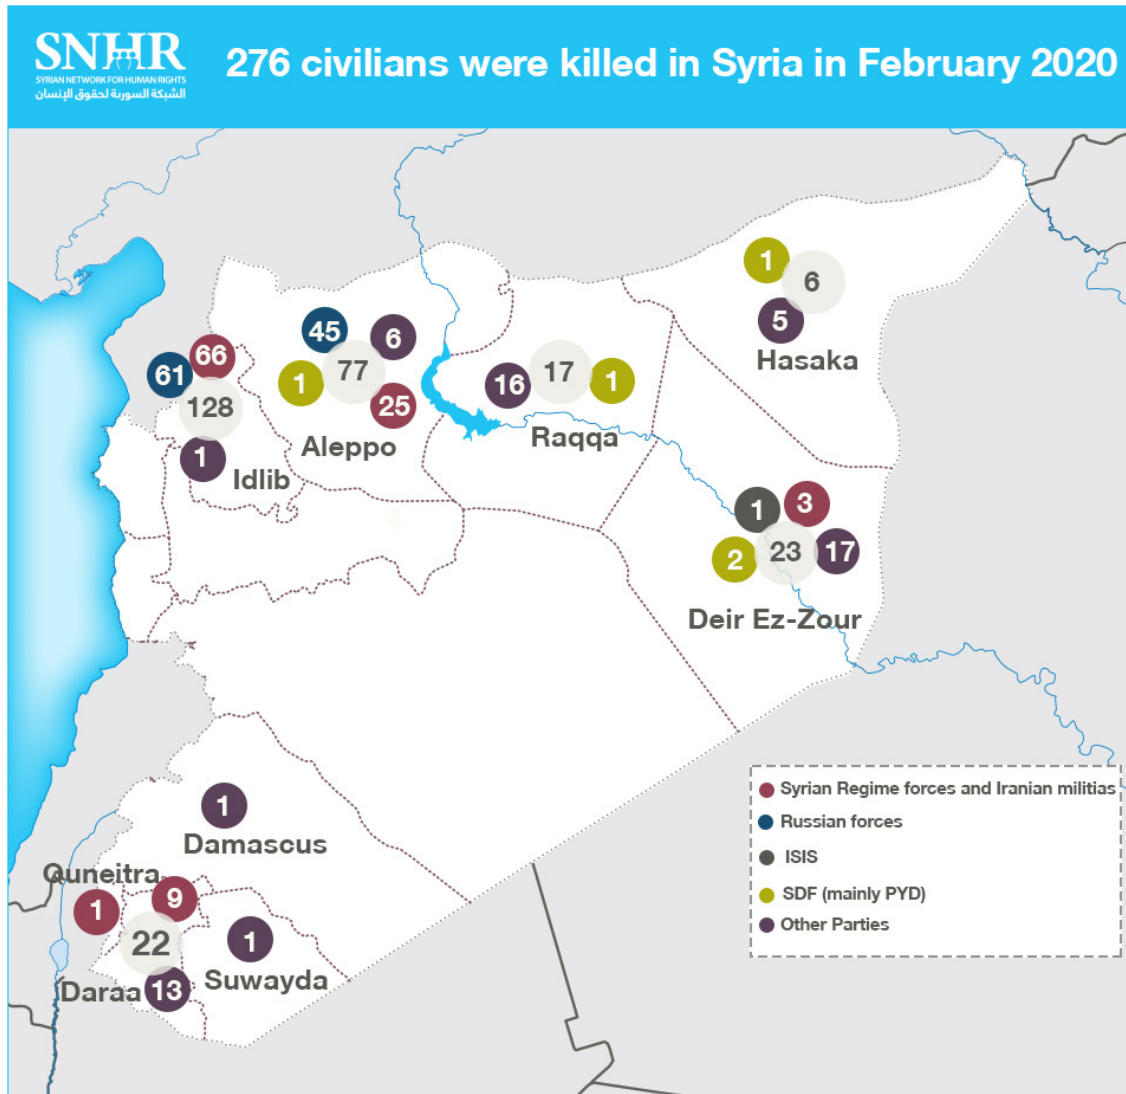 SNHR
SYRIAN NETWORK FOR HUMAN RIGHTS
الشبكة السورية لحقوق الإنسان
276 civilians were killed in Syria in February 2020
1
6
5
Hasaka
45
6
77
1
25
Aleppo
66
61
128
1
Idlib
16
17
1
Raqqa
4
1
3
2
23
17
Deir Ez-Zour
1
Damascus
Quneitra
1
9
22
13
Daraa
1
Suwayda
Syrian Regime forces and Iranian militias
Russian forces
ISIS
SDF (mainly PYD)
Other Parties